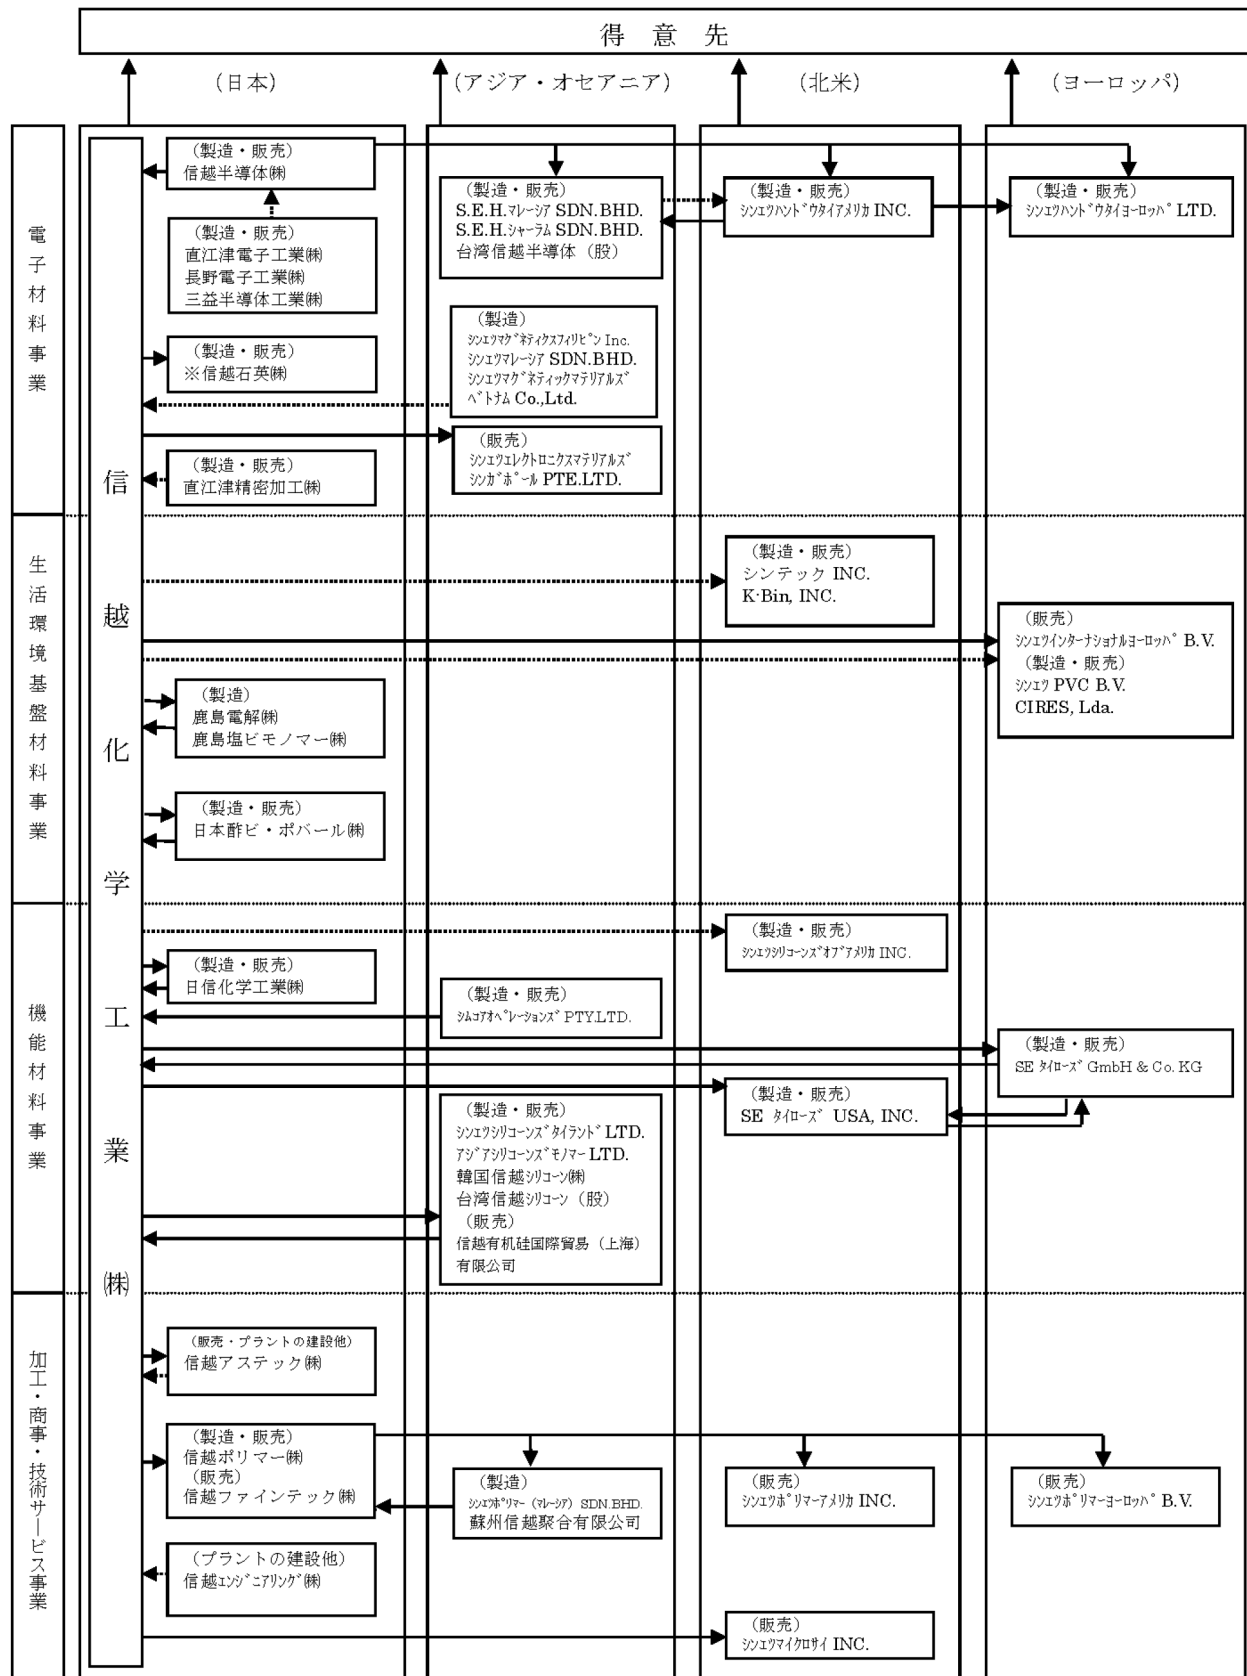 得意先
(日本)
(アジア・オセアニア)
(北米)
(ヨーロッパ)
電子材料事業
生活環境基盤材料事業
機能材料事業
加工・商事・技術サービス事業
信越化学工業㈱
(製造・販売)
信越半導体㈱
(製造・販売)
直江津電子工業㈱
長野電子工業㈱
三益半導体工業㈱
(製造・販売)
※信越石英㈱
(製造・販売)
直江津精密加工㈱
(製造・販売)
S.E.H.マレーシア SDN.BHD.
S.E.H.シャーラム SDN.BHD.
台湾信越半導体(股)
(製造)
シンエツマグネティクスフィリピン Inc.
シンエツマレーシア SDN.BHD.
シンエツマグネティックマテリアルズ
ベトナム Co.,Ltd.
(販売)
シンエツエレクトロニクスマテリアルズ
シンガポール PTE.LTD.
(製造・販売)
シンエツハンドウタイアメリカ INC.
(製造・販売)
シンエツハンドウタイヨーロッパ LTD.
(製造・販売)
シンテック INC.
K-Bin, INC.
(販売)
シンエツインターナショナルヨーロッパ B.V.
(製造・販売)
シンエツ PVC B.V.
CIRES, Lda.
(製造)
鹿島電解㈱
鹿島塩ビモノマー㈱
(製造・販売)
日本酢ビ・ポバール㈱
(製造・販売)
シンエツシリコーンズオブアメリカ INC.
(製造・販売)
日信化学工業㈱
(製造・販売)
シムコアオペレーションズ PTY.LTD.
(製造・販売)
SE タイローズ GmbH & Co. KG
(製造・販売)
SE タイローズ USA, INC.
(製造・販売)
シンエツシリコーンズタイランド LTD.
アジアシリコーンズモノマー LTD.
韓国信越シリコーン㈱
台湾信越シリコーン(股)
(販売)
信越有机硅国際貿易(上海)
有限公司
(販売・プラントの建設他)
信越アステック㈱
(製造・販売)
信越ポリマー㈱
(販売)
信越ファインテック㈱
(プラントの建設他)
信越エンジニアリング㈱
(製造)
シンエツポリマー(マレーシア) SDN.BHD.
蘇州信越聚合有限公司
(販売)
シンエツポリマーアメリカ INC.
(販売)
シンエツポリマーヨーロッパ B.V.
(販売)
シンエツマイクロサイ INC.